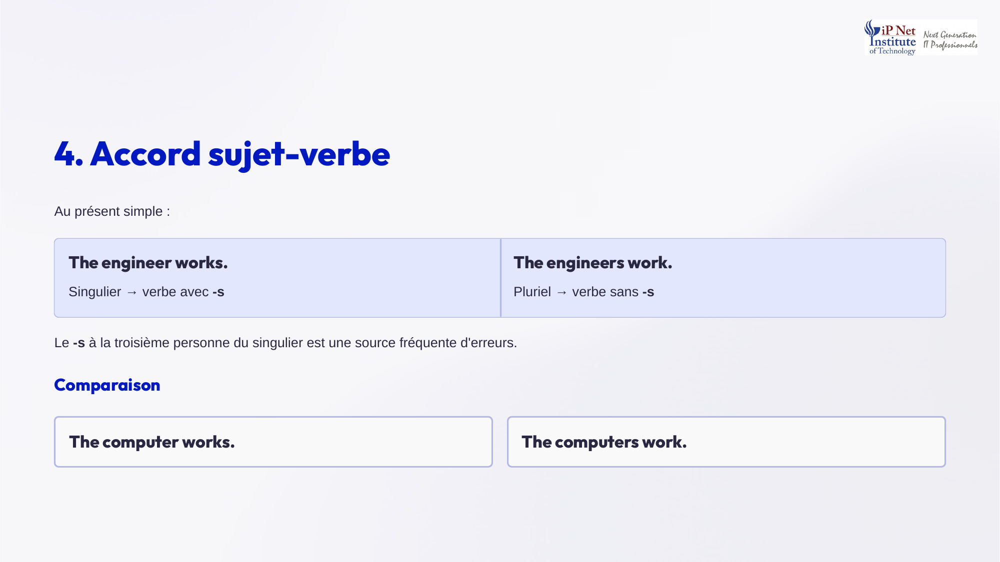 iP Net
Institute
of Technology
Next Generation
IT Professionnels
4. Accord sujet-verbe
Au présent simple :
The engineer works.
Singulier → verbe avec -s
The engineers work.
Pluriel → verbe sans -s
Le -s à la troisième personne du singulier est une source fréquente d'erreurs.
Comparaison
The computer works.
The computers work.